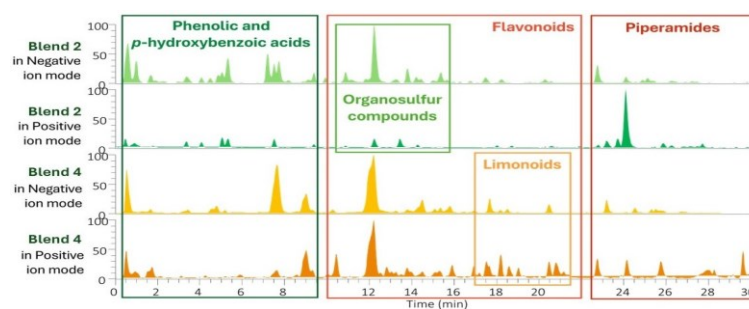 Phenolic and
p-hydroxybenzoic acids
Flavonoids
Piperamides
Organosulfur
compounds
Limonoids
Blend 2
in Negative
ion mode
100
50
0
Blend 2
in Positive
ion mode
100
50
0
Blend 4
in Negative
ion mode
100
50
0
Blend 4
in Positive
ion mode
100
50
0
0 2 4 6 8 10 12 14 16 18 20 22 24 26 28 30
Time (min)